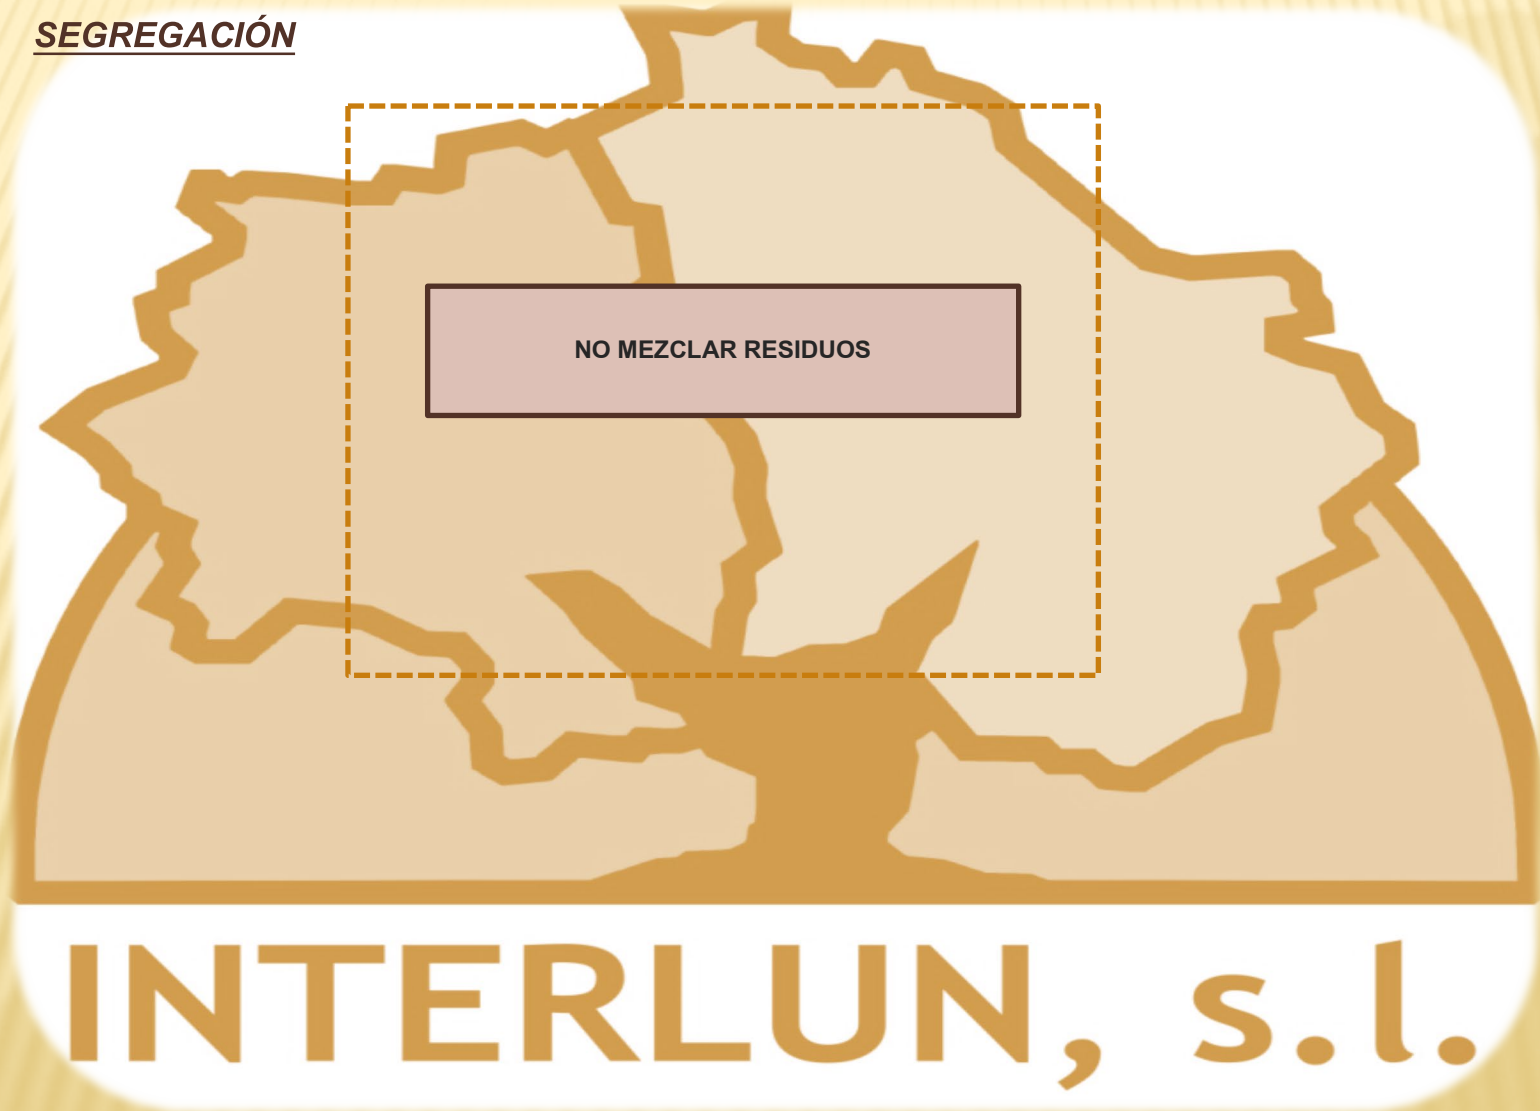 SEGREGACIÓN
NO MEZCLAR RESIDUOS
INTERLUN, s.l.